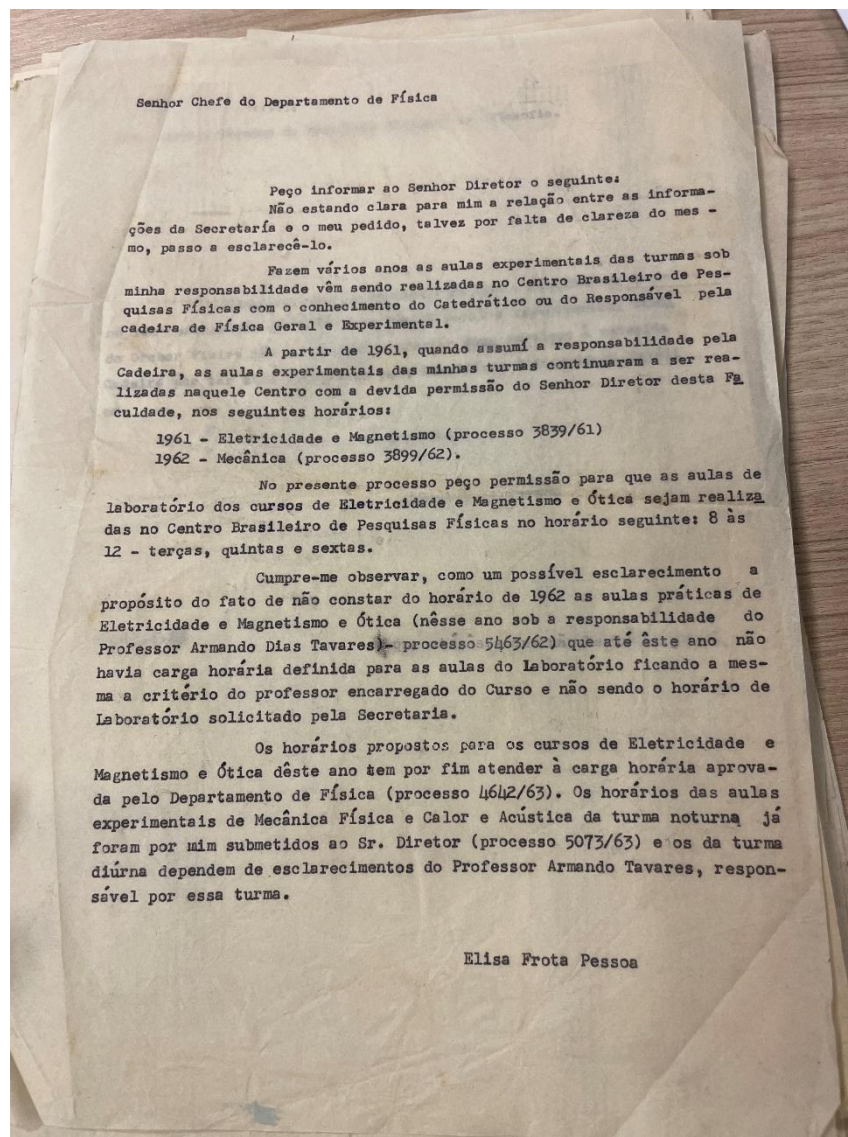 Senhor Chefe do Departamento de Física
Peço informar ao Senhor Diretor o seguinte:
Não estando clara para mim a relação entre as informa-
ções da Secretaría e o meu pedido, talvez por falta de clareza do mes -
mo, passo a esclarecê-lo.
Fazem vários anos as aulas experimentais das turmas sob
minha responsabilidade vêm sendo realizadas no Centro Brasileiro de Pes-
quisas Físicas com o conhecimento do Catedrático ou do Responsável pela
cadeira de Física Geral e Experimental.
A partir de 1961, quando assumí a responsabilidade pela
Cadeira, as aulas experimentais das minhas turmas continuaram a ser rea-
lizadas naquele Centro com a devida permissão do Senhor Diretor desta Fa
culdade, nos seguintes horários:
1961 - Eletricidade e Magnetismo (processo 3839/61)
1962 - Mecânica (processo 3899/62).
No presente processo peço permissão para que as aulas de
laboratório dos cursos de Eletricidade e Magnetismo e Ótica sejam realiza
das no Centro Brasileiro de Pesquisas Físicas no horário seguinte: 8 às
12 - terças, quintas e sextas.
Cumpre-me observar, como um possível esclarecimento a
propósito do fato de não constar do horário de 1962 as aulas práticas de
Eletricidade e Magnetismo e Ótica (nêsse ano sob a responsabilidade do
Professor Armando Dias Tavares)- processo 5463/62) que até êste ano não
havia carga horária definida para as aulas do Laboratório ficando a mes-
ma a critério do professor encarregado do Curso e não sendo o horário de
Laboratório solicitado pela Secretaria.
Os horários propostos para os cursos de Eletricidade e
Magnetismo e Ótica dêste ano tem por fim atender à carga horária aprova-
da pelo Departamento de Física (processo 4642/63). Os horários das aulas
experimentais de Mecânica Física e Calor e Acústica da turma noturna já
foram por mim submetidos ao Sr. Diretor (processo 5073/63) e os da turma
diúrna dependem de esclarecimentos do Professor Armando Tavares, respon-
sável por essa turma.
Elisa Frota Pessoa